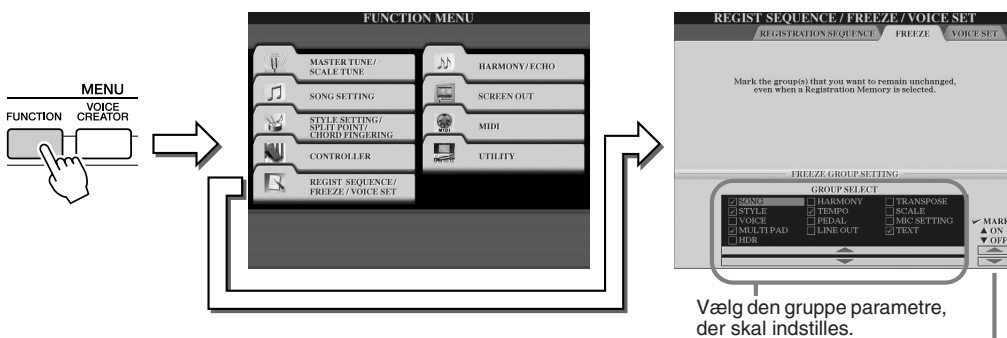 MENU
FUNCTION
VOICE
CREATOR
FUNCTION MENU
MASTER TUNE/
SCALE TUNE
SONG SETTING
STYLE SETTING/
SPLIT POINT/
CHORD FINGERING
CONTROLLER
REGIST SEQUENCE/
FREEZE/VOICE SET
HARMONY/ECHO
SCREEN OUT
MIDI
MIDI
UTILITY
REGIST SEQUENCE / FREEZE / VOICE SET
REGISTRATION SEQUENCE
FREEZE
VOICE SET
Mark the group(s) that you want to remain unchanged,
even when a Registration Memory is selected.
FREEZE GROUP SETTING
GROUP SELECT
SONG HARMONY TRANSPOSE
STYLE TEMPO SCALE
VOICE PEDAL MIC SETTING
MULTI PAD LINE OUT TEXT
HDR
MARK
ON
OFF
Vælg den gruppe parametre,
der skal indstilles.